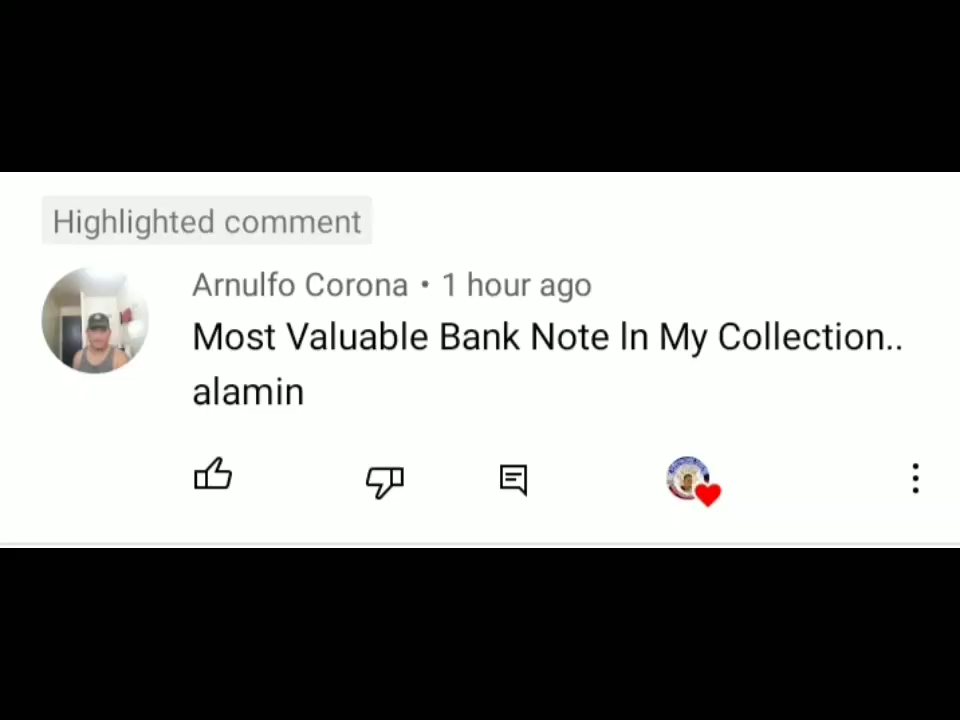 Highlighted comment
Arnulfo Corona • 1 hour ago
Most Valuable Bank Note In My Collection..
alamin